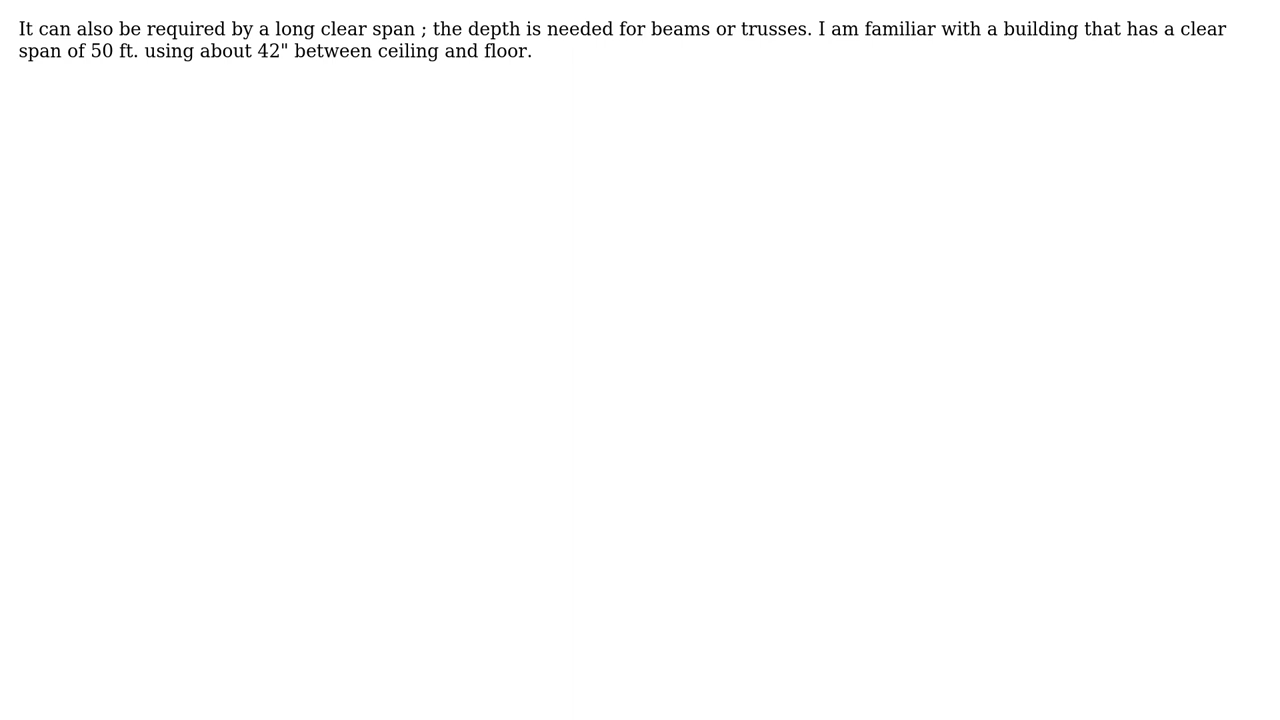 It can also be required by a long clear span ; the depth is needed for beams or trusses. I am familiar with a building that has a clear
span of 50 ft. using about 42" between ceiling and floor.